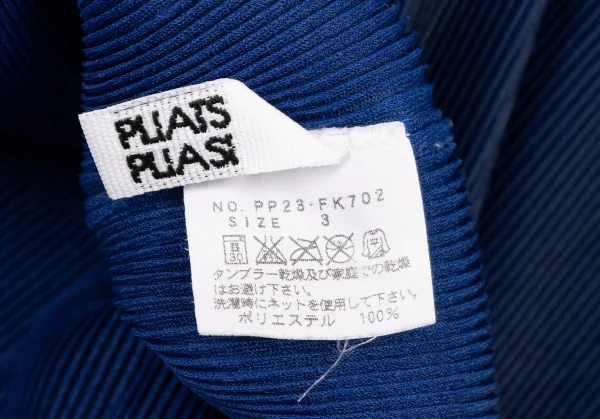 PLEATS
PLEASE
NO. PP23-FK702
SIZE 3
30
タンブラー乾燥及び家庭での乾燥
はお避け下さい。
洗濯時にネットを使用して下さい。
ポリエステル 100%